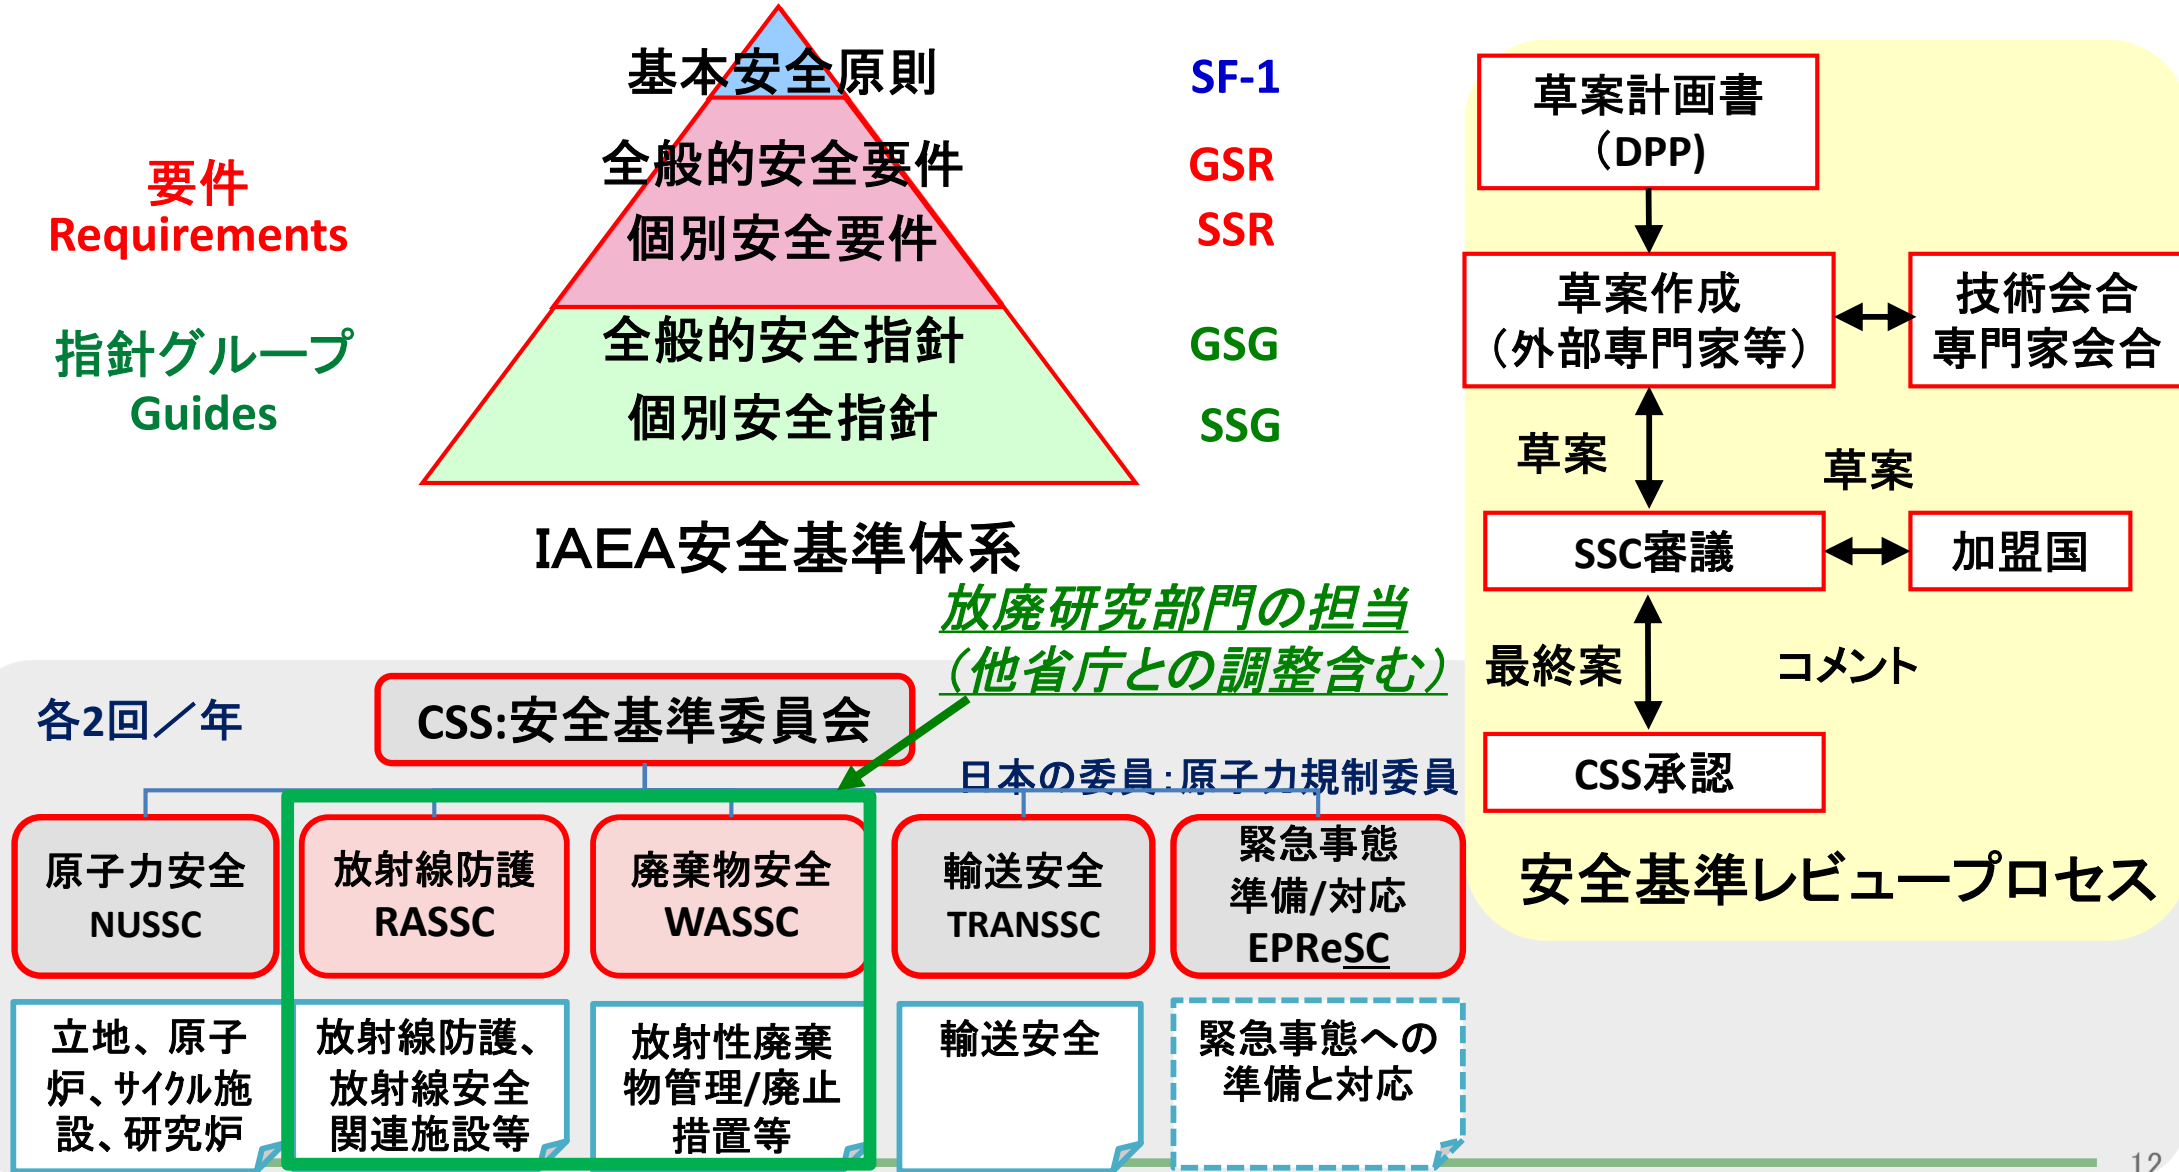 基本安全原則
SF-1
全般的安全要件
GSR
個別安全要件
SSR
要件
Requirements
全般的安全指針
GSG
個別安全指針
SSG
指針グループ
Guides
IAEA安全基準体系
草案計画書
（DPP)
草案作成
（外部専門家等）
技術会合
専門家会合
草案
草案
SSC審議
加盟国
最終案
コメント
CSS承認
安全基準レビュープロセス
放廃研究部門の担当
（他省庁との調整含む）
各2回／年
CSS:安全基準委員会
日本の委員：原子力規制委員
原子力安全
NUSSC
放射線防護
RASSC
廃棄物安全
WASSC
輸送安全
TRANSSC
緊急事態
準備/対応
EPReSC
立地、原子
炉、サイクル施
設、研究炉
放射線防護、
放射線安全
関連施設等
放射性廃棄
物管理/廃止
措置等
輸送安全
緊急事態への
準備と対応
12